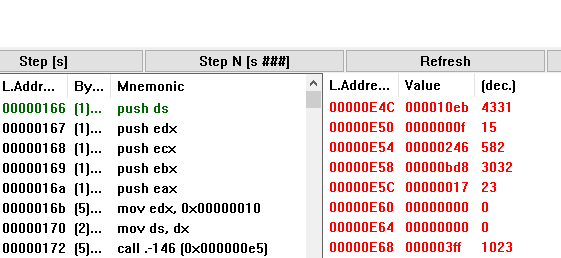 Step [s] Step N [s ###] Refresh
L.Addr... By... Mnemonic L.Addre... Value (dec.)
00000166 (1)... push ds 00000E4C 000010eb 4331
00000167 (1)... push edx 00000E50 0000000f 15
00000168 (1)... push ecx 00000E54 00000246 582
00000169 (1)... push ebx 00000E58 00000bd8 3032
0000016a (1)... push eax 00000E5C 00000017 23
0000016b (5)... mov edx, 0x00000010 00000E60 00000000 0
00000170 (2)... mov ds, dx 00000E64 00000000 0
00000172 (5)... call .-146 (0x000000e5) 00000E68 000003ff 1023